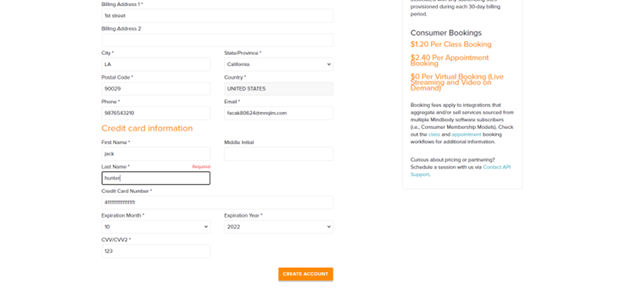 Billing Address 1 *
1st street
Billing Address 2
City *
State/Province *
LA
California
Postal Code *
Country *
90029
UNITED STATES
Phone *
Email *
9876543210
Credit card information
First Name *
Middle Initial
jack
Last Name *
Required
hunter
Credit Card Number *
Expiration Month *
Expiration Year *
10
2022
CVV/CVV2 *
123
CREATE ACCOUNT
provisioned during each 30-day billing
period.
Consumer Bookings
$1.20 Per Class Booking
$2.40 Per Appointment
Booking
$0 Per Virtual Booking (Live
Streaming and Video on
Demand)
Booking fees apply to integrations that
aggregate and/or sell services sourced from
multiple Mindbody software subscribers
(i.e., Consumer Membership Models). Check
out the class and appointment booking
workflows for additional information.
Curious about pricing or partnering?
Schedule a session with us via Contact API
Support.